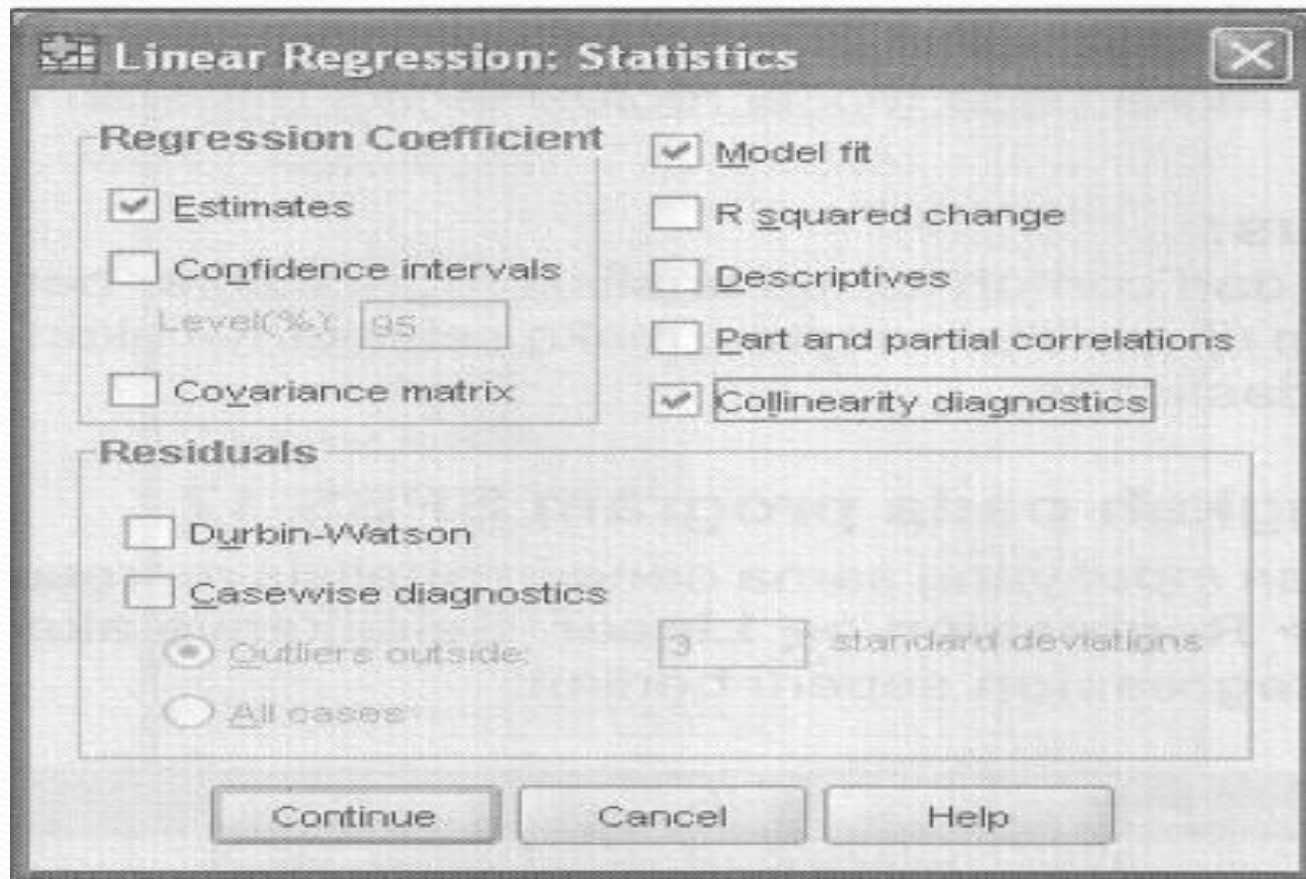 Linear Regression: Statistics
Regression Coefficient
Estimates
Confidence intervals
Level(%): 95
Covariance matrix
Model fit
R squared change
Descriptives
Part and partial correlations
Collinearity diagnostics
Residuals
Durbin-Watson
Casewise diagnostics
Outliers outside: 3 standard deviations
All cases
Continue Cancel Help